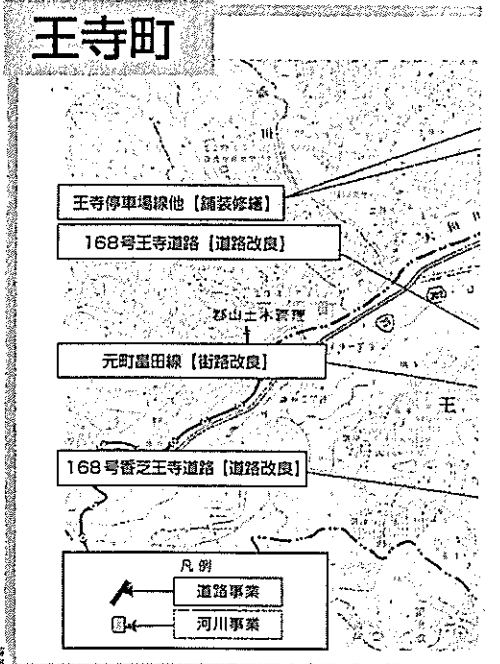 王寺町
王寺停車場線他【舗装修繕】
168号王寺道路【道路改良】
郡山土木管理
元町畠田線【街路改良】
王
168号香芝王寺道路【道路改良】
凡例
道路事業
河川事業